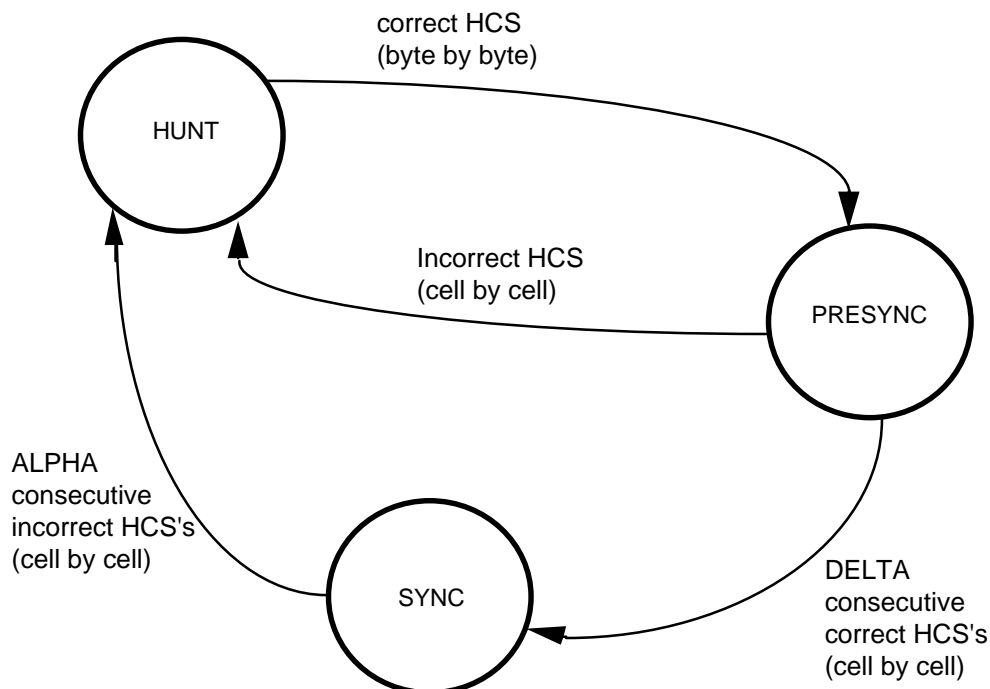 correct HCS
(byte by byte)
HUNT
Incorrect HCS
(cell by cell)
PRESYNC
ALPHA
consecutive
incorrect HCS's
(cell by cell)
SYNC
DELTA
consecutive
correct HCS's
(cell by cell)